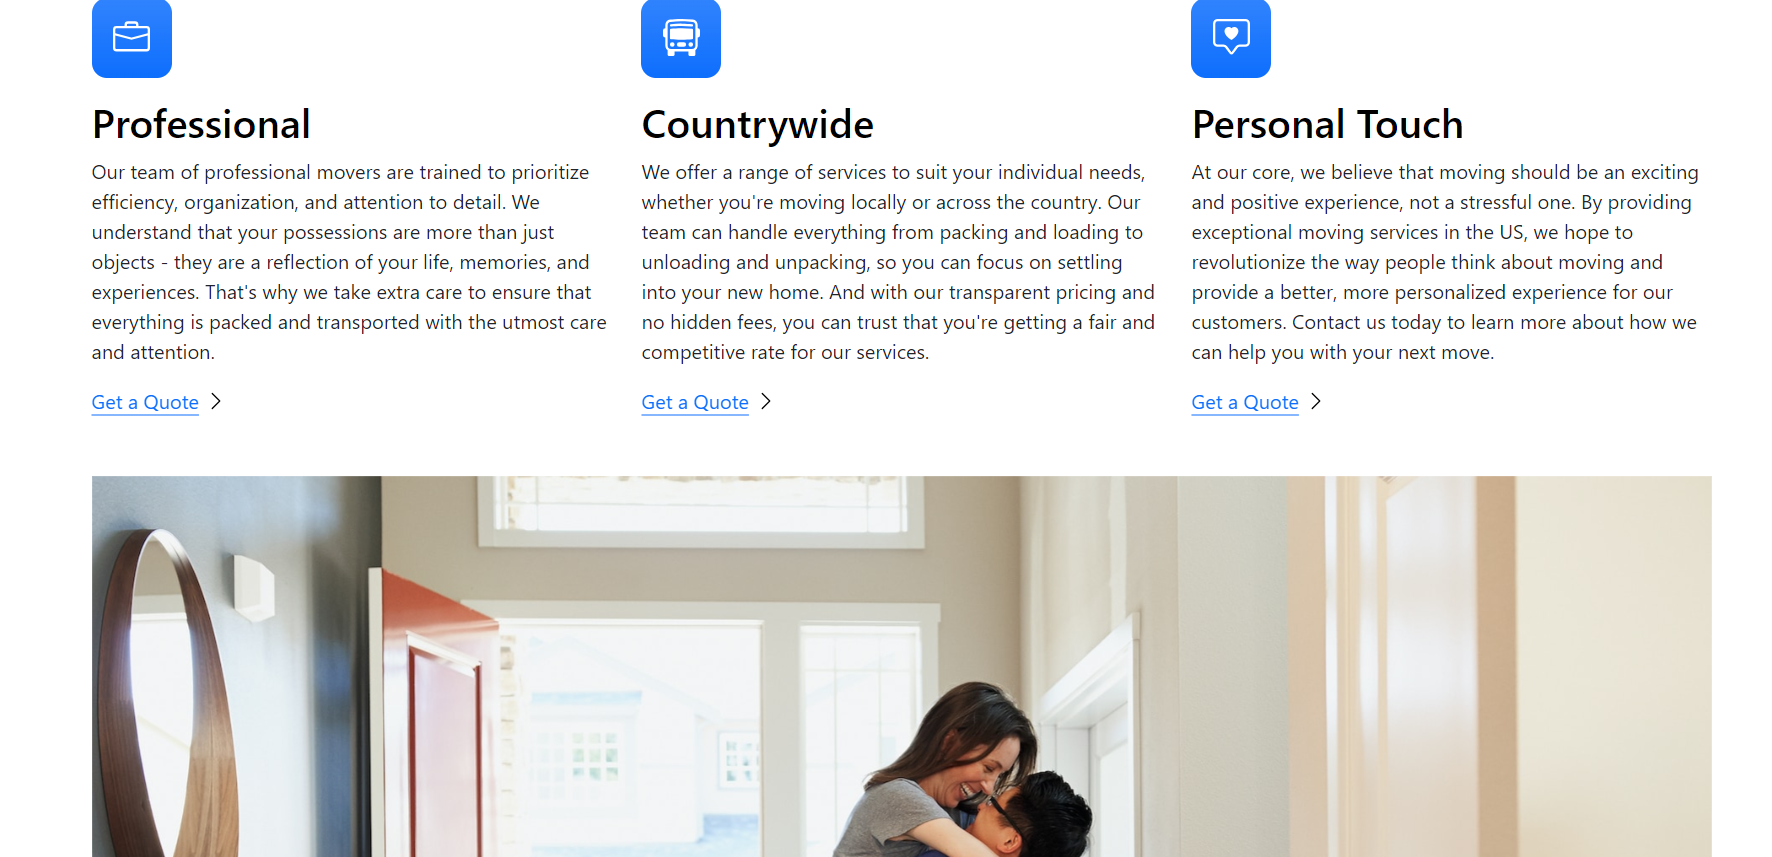 Professional
Our team of professional movers are trained to prioritize
efficiency, organization, and attention to detail. We
understand that your possessions are more than just
objects - they are a reflection of your life, memories, and
experiences. That's why we take extra care to ensure that
everything is packed and transported with the utmost care
and attention.
Get a Quote
Countrywide
We offer a range of services to suit your individual needs,
whether you're moving locally or across the country. Our
team can handle everything from packing and loading to
unloading and unpacking, so you can focus on settling
into your new home. And with our transparent pricing and
no hidden fees, you can trust that you're getting a fair and
competitive rate for our services.
Get a Quote
Personal Touch
At our core, we believe that moving should be an exciting
and positive experience, not a stressful one. By providing
exceptional moving services in the US, we hope to
revolutionize the way people think about moving and
provide a better, more personalized experience for our
customers. Contact us today to learn more about how we
can help you with your next move.
Get a Quote